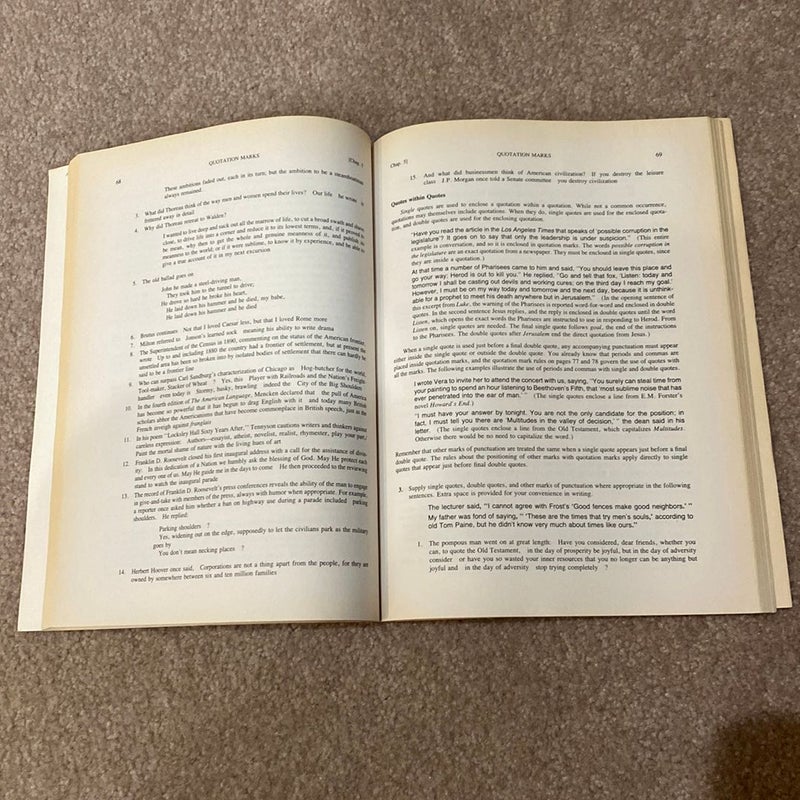 68
QUOTATION MARKS
[Chap. 5
These ambitions faded out, each in its turn; but the ambition to be a steamboatman
always remained.
3. What did Thoreau think of the way men and women spend their lives? Our life he wrote is
frittered away in detail
4. Why did Thoreau retreat to Walden?
I wanted to live deep and suck out all the marrow of life, to cut a broad swath and shave
close, to drive life into a corner and reduce it to its lowest terms, and, if it proved to
be mean, why then to get the whole and genuine meanness of it, and publish its
meanness to the world; or if it were sublime, to know it by experience, and be able to
give a true account of it in my next excursion
5. The old ballad goes on
John he made a steel-driving man,
They took him to the tunnel to drive;
He drove so hard he broke his heart,
He laid down his hammer and he died, my babe,
He laid down his hammer and he died
6. Brutus continues Not that I loved Caesar less, but that I loved Rome more
7. Milton referred to Jonson's learned sock meaning his ability to write drama
8. The Superintendent of the Census in 1890, commenting on the status of the American frontier,
wrote Up to and including 1880 the country had a frontier of settlement, but at present the
unsettled area has been so broken into by isolated bodies of settlement that there can hardly be
said to be a frontier line
9. Who can surpass Carl Sandburg's characterization of Chicago as Hog-butcher for the world,
Tool-maker, Stacker of Wheat ? Yes, this Player with Railroads and the Nation's Freight-
handler even today is Stormy, husky, brawling indeed the City of the Big Shoulders
10. In the fourth edition of The American Language, Mencken declared that the pull of American
has become so powerful that it has begun to drag English with it and today many British
scholars abhor the Americanisms that have become commonplace in British speech, just as the
French inveigh against franglais
11. In his poem "Locksley Hall Sixty Years After," Tennyson cautions writers and thinkers against
careless expression: Authors—essayist, atheist, novelist, realist, rhymester, play your part,/
Paint the mortal shame of nature with the living hues of art
12. Franklin D. Roosevelt closed his first inaugural address with a call for the assistance of divin-
ity: In this dedication of a Nation we humbly ask the blessing of God. May He protect each
and every one of us. May He guide me in the days to come He then proceeded to the reviewing
stand to watch the inaugural parade
13. The record of Franklin D. Roosevelt's press conferences reveals the ability of the man to engage
in give-and-take with members of the press, always with humor when appropriate. For example,
a reporter once asked him whether a ban on highway use during a parade included parking
shoulders. He replied:
Parking shoulders ?
Yes, widening out on the edge, supposedly to let the civilians park as the military
goes by
You don't mean necking places ?
14. Herbert Hoover once said, Corporations are not a thing apart from the people, for they are
owned by somewhere between six and ten million families
Chap. 5]
QUOTATION MARKS
69
15. And what did businessmen think of American civilization? If you destroy the leisure
class J.P. Morgan once told a Senate committee you destroy civilization
Quotes within Quotes
Single quotes are used to enclose a quotation within a quotation. While not a common occurrence,
quotations may themselves include quotations. When they do, single quotes are used for the enclosed quota-
tion, and double quotes are used for the enclosing quotation.
"Have you read the article in the Los Angeles Times that speaks of 'possible corruption in the
legislature'? It goes on to say that only the leadership is under suspicion." (This entire
example is conversation, and so it is enclosed in quotation marks. The words possible corruption in
the legislature are an exact quotation from a newspaper. They must be enclosed in single quotes, since
they are inside a quotation.)
At that time a number of Pharisees came to him and said, "You should leave this place and
go your way; Herod is out to kill you." He replied, "Go and tell that fox, 'Listen: today and
tomorrow I shall be casting out devils and working cures; on the third day I reach my goal.'
However, I must be on my way today and tomorrow and the next day, because it is unthink-
able for a prophet to meet his death anywhere but in Jerusalem." (In the opening sentence of
this excerpt from Luke, the warning of the Pharisees is reported word-for-word and enclosed in double
quotes. In the second sentence Jesus replies, and the reply is enclosed in double quotes until the word
Listen, which opens the exact words the Pharisees are instructed to use in responding to Herod. From
Listen on, single quotes are needed. The final single quote follows goal, the end of the instructions
to the Pharisees. The double quotes after Jerusalem end the direct quotation from Jesus.)
When a single quote is used just before a final double quote, any accompanying punctuation must appear
either inside the single quote or outside the double quote. You already know that periods and commas are
placed inside quotation marks, and the quotation mark rules on pages 77 and 78 govern the use of quotes with
all the marks. The following examples illustrate the use of periods and commas with single and double quotes.
I wrote Vera to invite her to attend the concert with us, saying, "You surely can steal time from
your painting to spend an hour listening to Beethoven's Fifth, that 'most sublime noise that has
ever penetrated into the ear of man.' " (The single quotes enclose a line from E.M. Forster's
novel Howard's End.)
"I must have your answer by tonight. You are not the only candidate for the position; in
fact, I must tell you there are 'Multitudes in the valley of decision,' " the dean said in his
letter. (The single quotes enclose a line from the Old Testament, which capitalizes Multitudes.
Otherwise there would be no need to capitalize the word.)
Remember that other marks of punctuation are treated the same when a single quote appears just before a final
double quote. The rules about the positioning of other marks with quotation marks apply directly to single
quotes that appear just before final double quotes.
3. Supply single quotes, double quotes, and other marks of punctuation where appropriate in the following
sentences. Extra space is provided for your convenience in writing.
The lecturer said, "'I cannot agree with Frost's 'Good fences make good neighbors.' "
My father was fond of saying, " 'These are the times that try men's souls,' according to
old Tom Paine, but he didn't know very much about times like ours."
1. The pompous man went on at great length: Have you considered, dear friends, whether you
can, to quote the Old Testament, in the day of prosperity be joyful, but in the day of adversity
consider or have you so wasted your inner resources that you no longer can be anything but
joyful and in the day of adversity stop trying completely ?